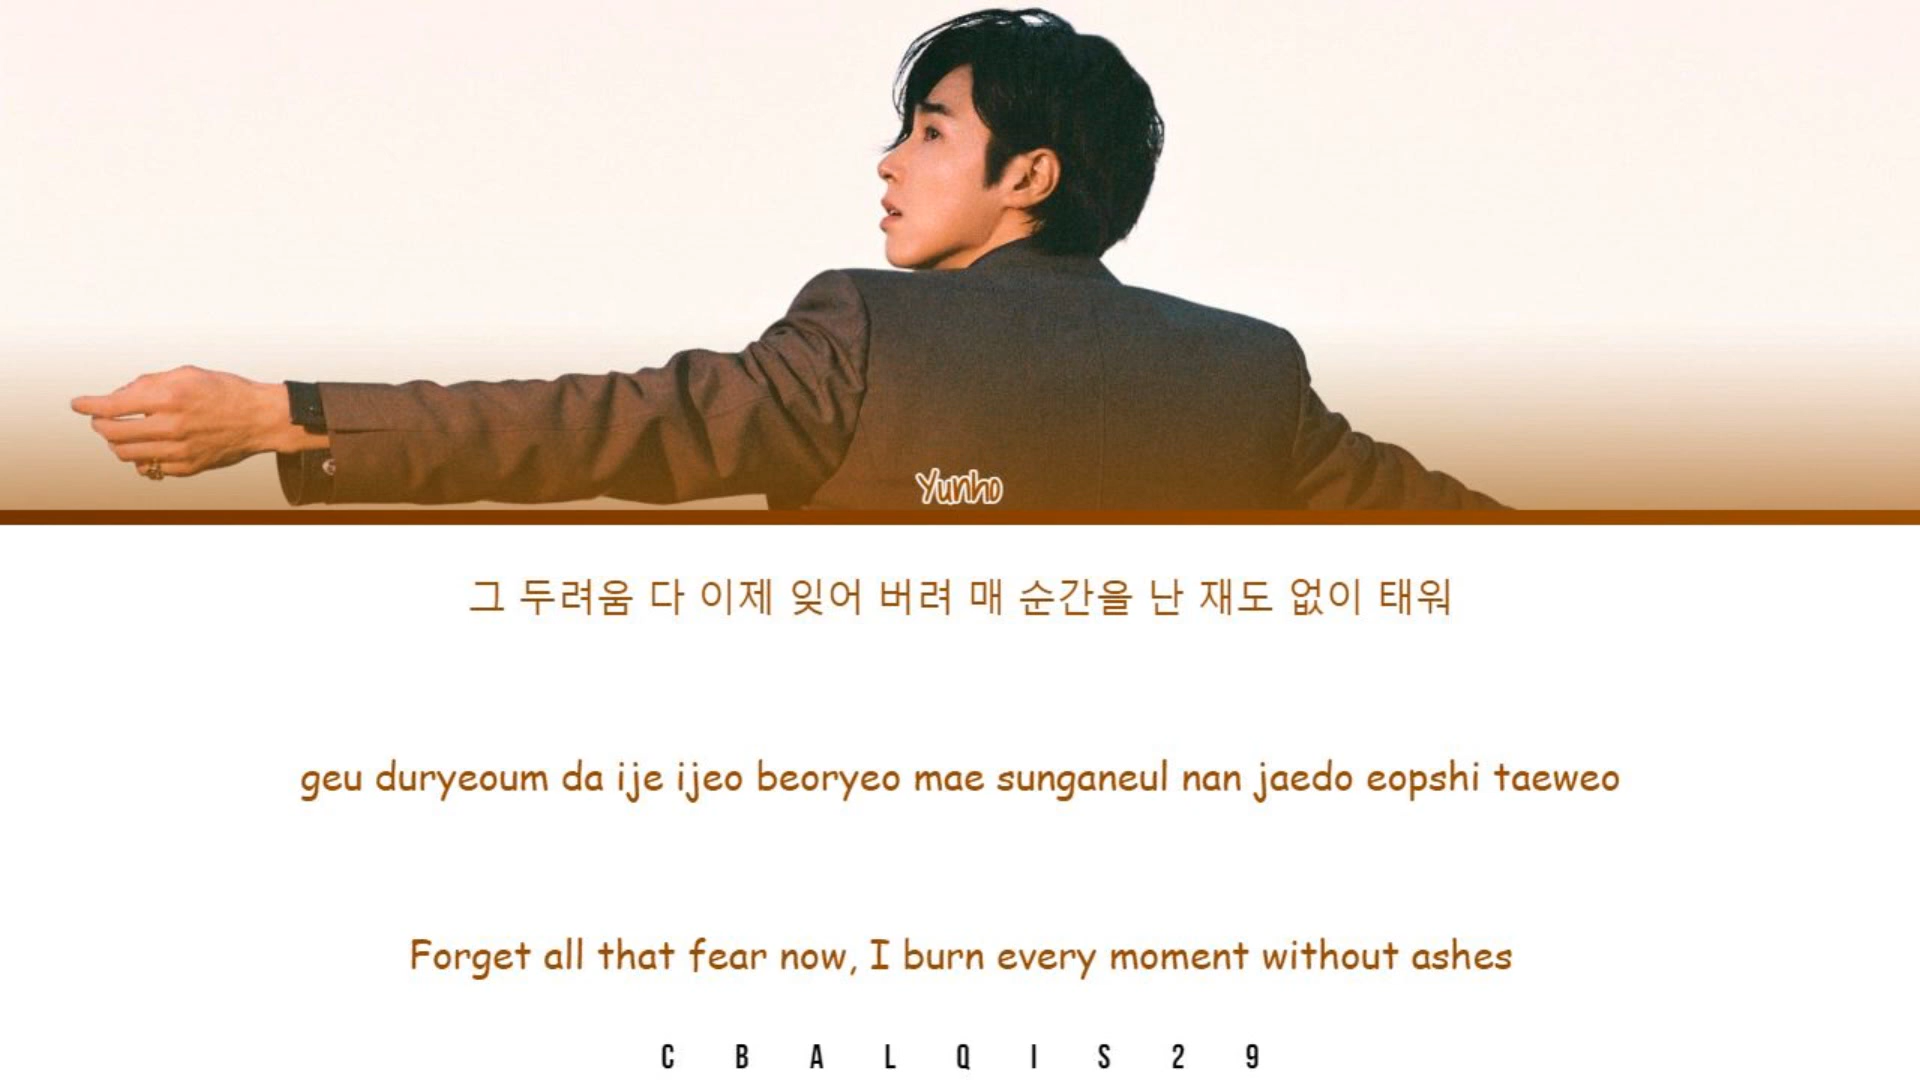 Yunho
그 두려움 다 이제 잊어 버려 매 순간을 난 재도 없이 태워
geu duryeoum da ije ijeo beoryeo mae sunganeul nan jaedo eopshi taeweo
Forget all that fear now, I burn every moment without ashes
C B A L Q I S 2 9